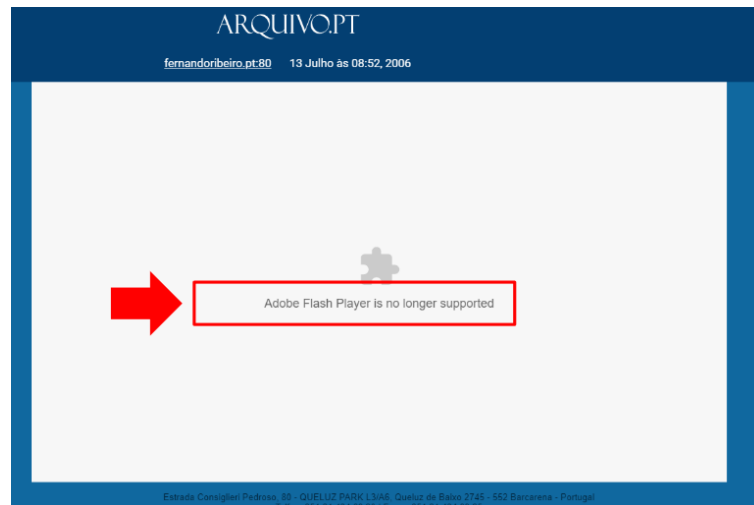 ARQUIVO.PT
fernandoribeiro.pt:80 13 Julho às 08:52, 2006
Adobe Flash Player is no longer supported
Estrada Consiglieri Pedroso, 80 - QUELUZ PARK L3/A6, Queluz de Baixo 2745 - 552 Barcarena - Portugal